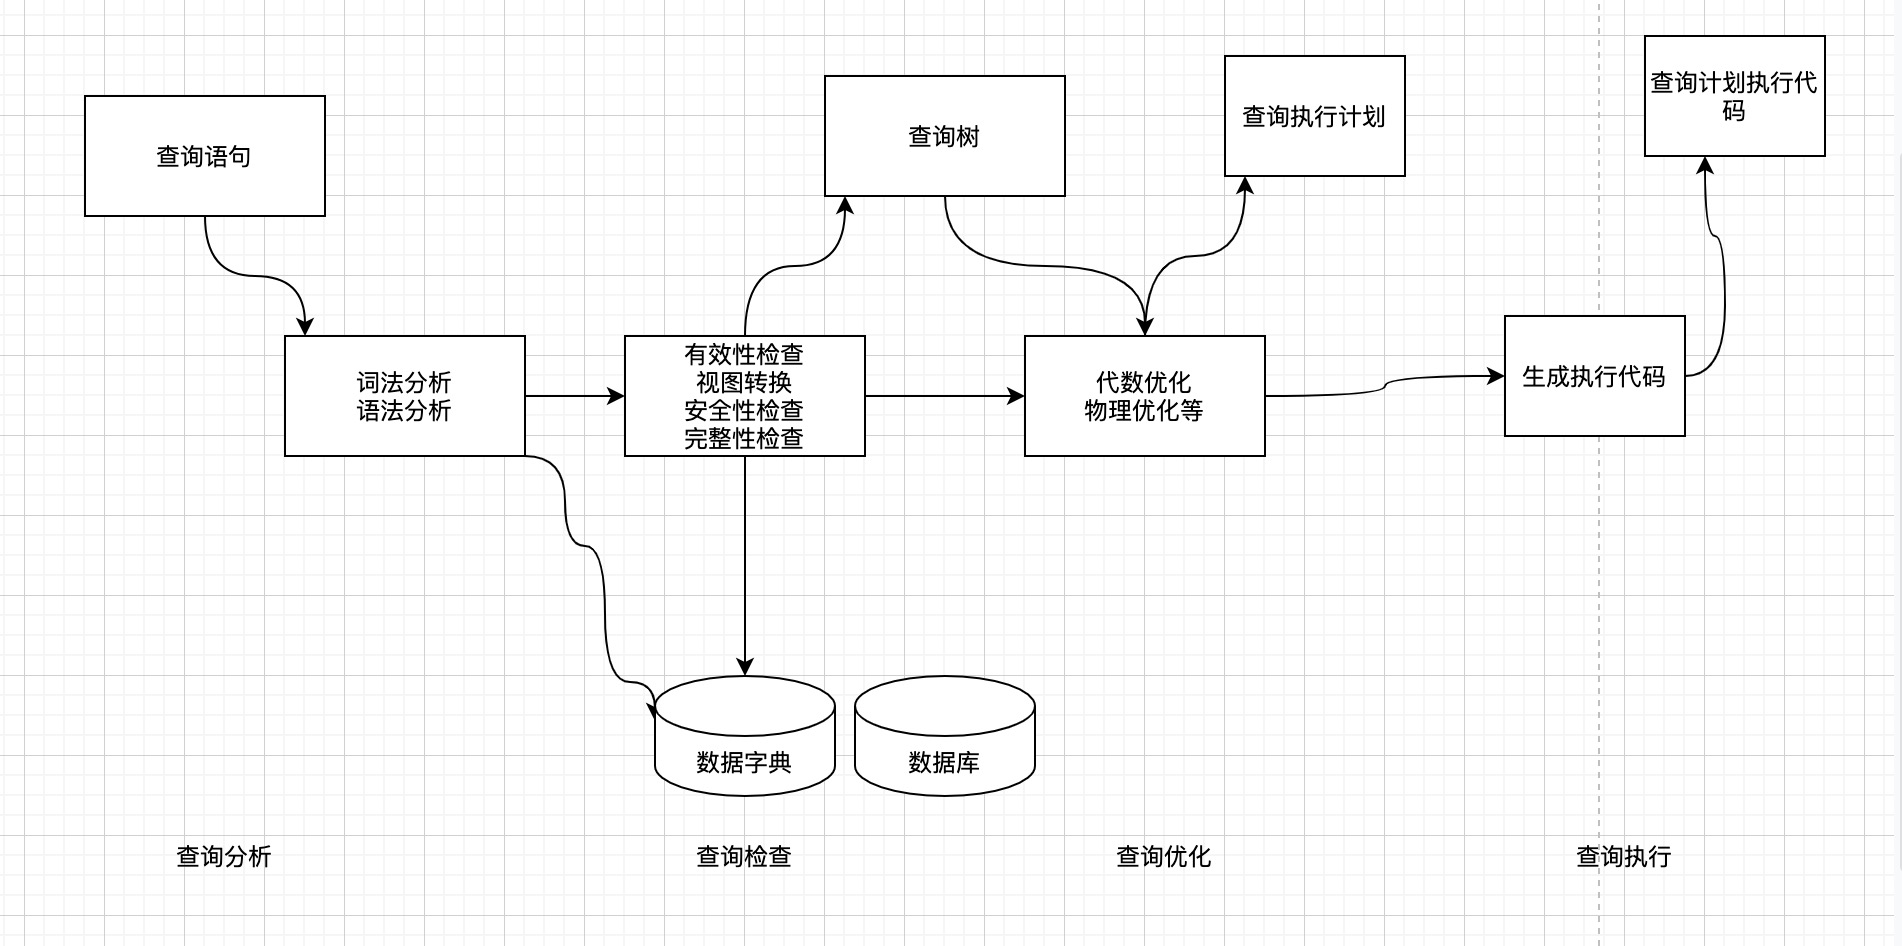 查询语句
查询树
查询执行计划
查询计划执行代
码
词法分析
语法分析
有效性检查
视图转换
安全性检查
完整性检查
代数优化
物理优化等
生成执行代码
数据字典
数据库
查询分析
查询检查
查询优化
查询执行